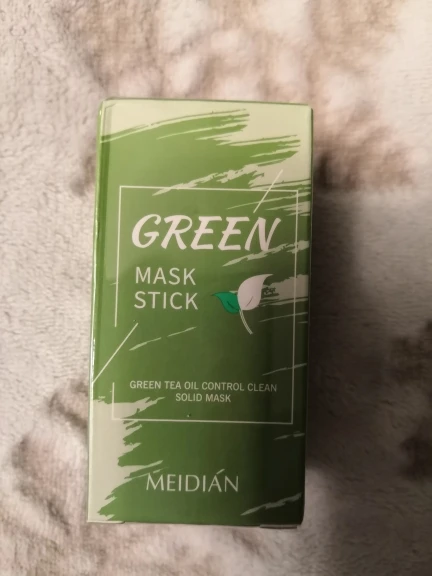 GREEN
MASK
STICK
GREEN TEA OIL CONTROL CLEAN
SOLID MASK
MEIDIÁN